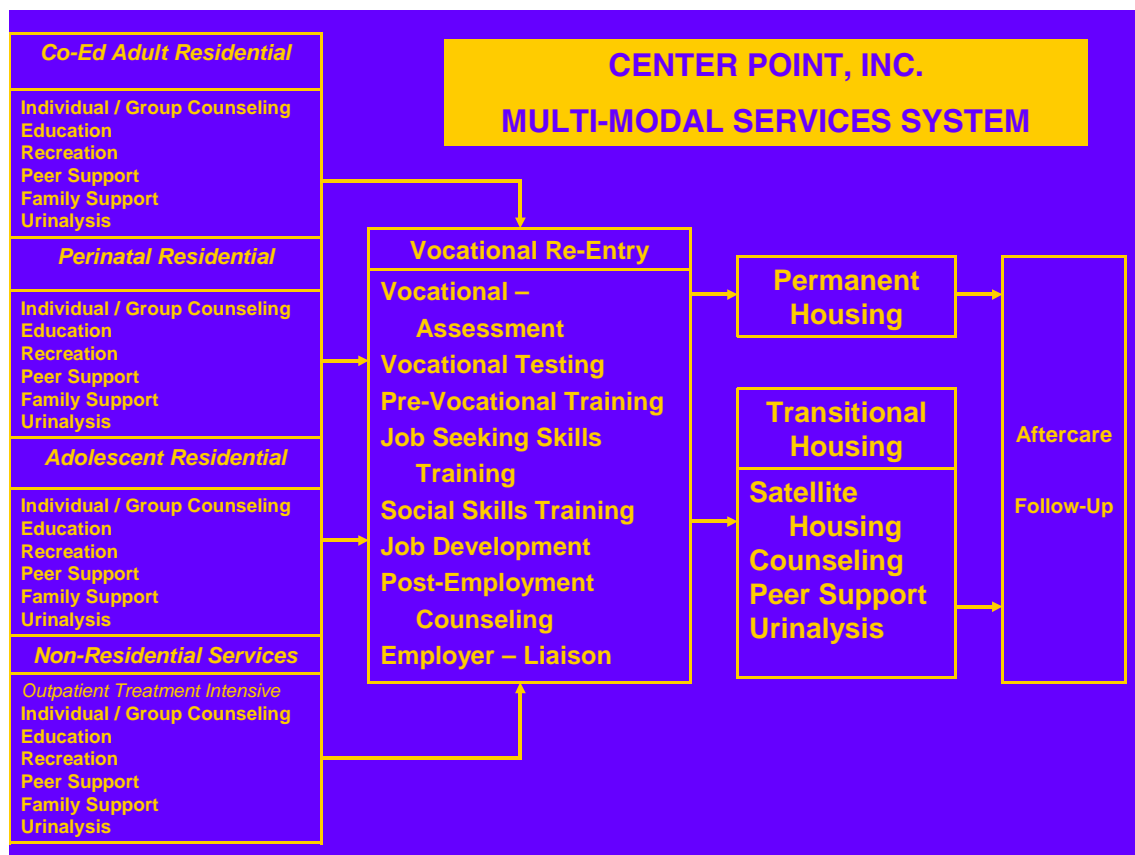 CENTER POINT, INC.
MULTI-MODAL SERVICES SYSTEM
Co-Ed Adult Residential
Individual / Group Counseling
Education
Recreation
Peer Support
Family Support
Urinalysis
Perinatal Residential
Individual / Group Counseling
Education
Recreation
Peer Support
Family Support
Urinalysis
Adolescent Residential
Individual / Group Counseling
Education
Recreation
Peer Support
Family Support
Urinalysis
Non-Residential Services
Outpatient Treatment Intensive
Individual / Group Counseling
Education
Recreation
Peer Support
Family Support
Urinalysis
Vocational Re-Entry
Vocational –
Assessment
Vocational Testing
Pre-Vocational Training
Job Seeking Skills
Training
Social Skills Training
Job Development
Post-Employment
Counseling
Employer – Liaison
Permanent
Housing
Transitional
Housing
Satellite
Housing
Counseling
Peer Support
Urinalysis
Aftercare
Follow-Up